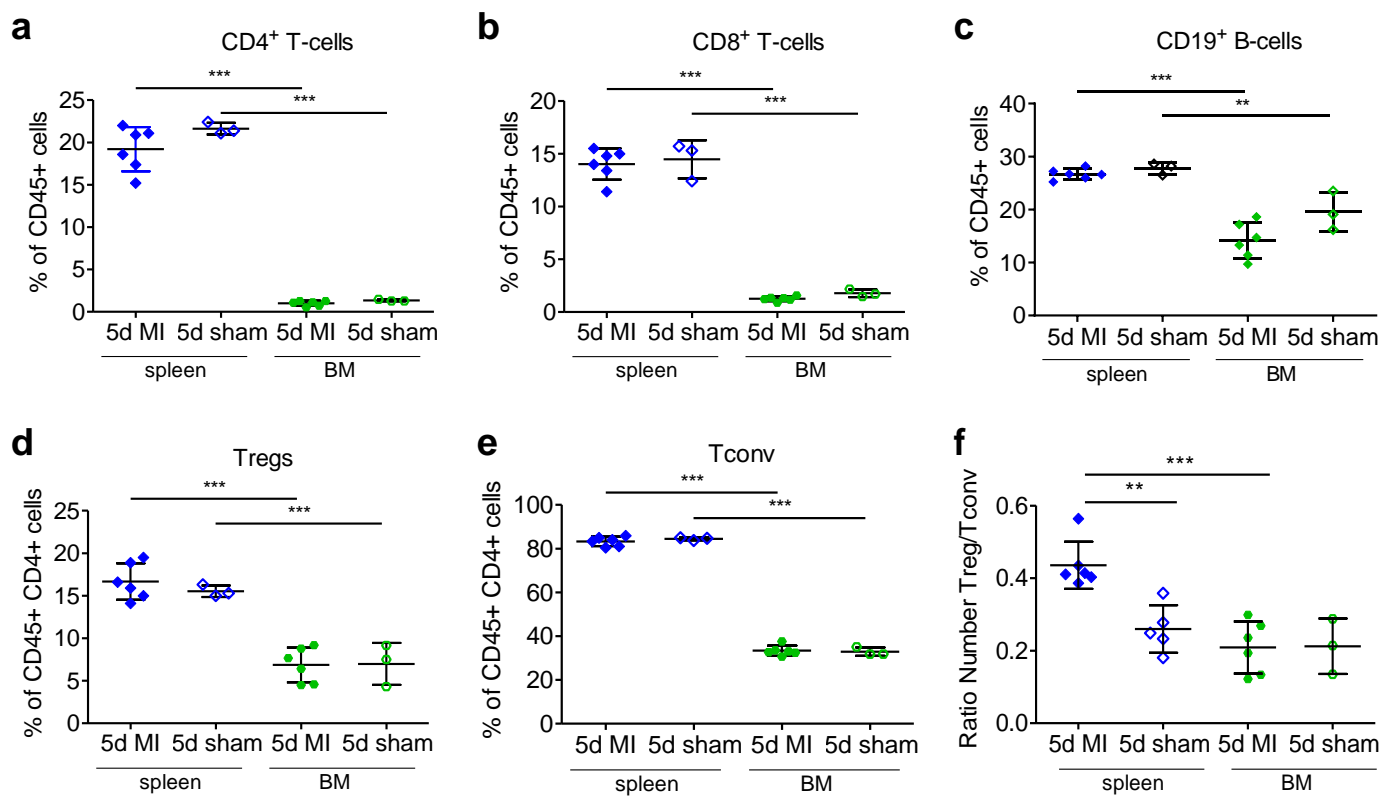 a
CD4+ T-cells
***
***
% of CD45+ cells
25
20
15
10
5
0
5d MI 5d sham 5d MI 5d sham
spleen BM
b
CD8+ T-cells
***
***
% of CD45+ cells
20
15
10
5
0
5d MI 5d sham 5d MI 5d sham
spleen BM
c
CD19+ B-cells
***
**
% of CD45+ cells
40
30
20
10
0
5d MI 5d sham 5d MI 5d sham
spleen BM
d
Tregs
***
***
% of CD45+ CD4+ cells
25
20
15
10
5
0
5d MI 5d sham 5d MI 5d sham
spleen BM
e
Tconv
***
***
% of CD45+ CD4+ cells
100
80
60
40
20
0
5d MI 5d sham 5d MI 5d sham
spleen BM
f
***
**
Ratio Number Treg/Tconv
0.6
0.4
0.2
0.0
5d MI 5d sham 5d MI 5d sham
spleen BM